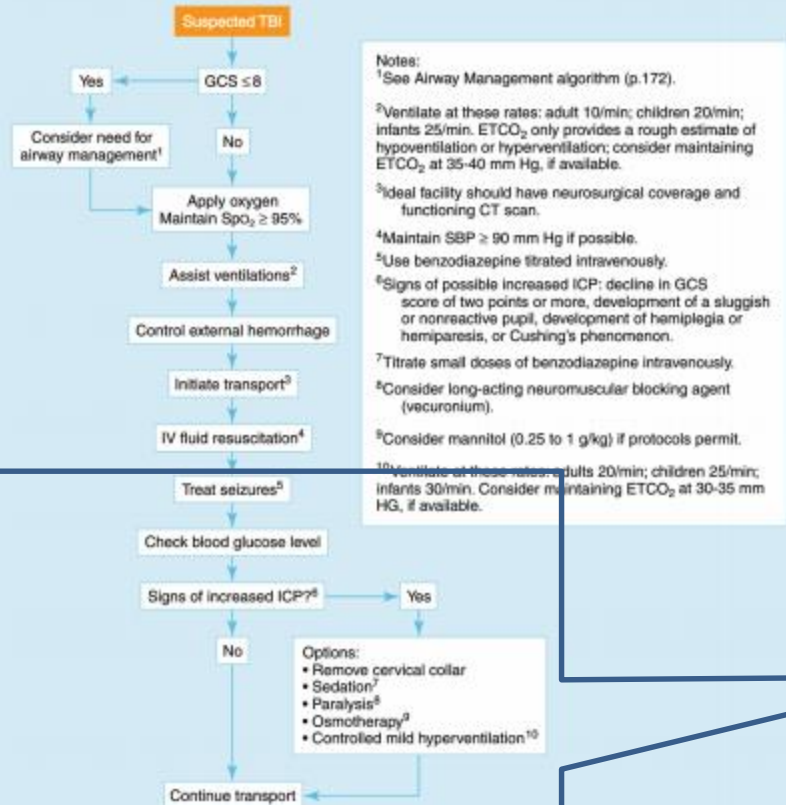 Suspected TBI
GCS ≤8
Yes
No
Consider need for
airway management¹
Apply oxygen
Maintain SpO₂ ≥ 95%
Assist ventilations²
Control external hemorrhage
Initiate transport³
IV fluid resuscitation⁴
Treat seizures⁵
Check blood glucose level
Signs of increased ICP?⁶
Yes
No
Options:
• Remove cervical collar
• Sedation⁷
• Paralysis⁸
• Osmotherapy⁹
• Controlled mild hyperventilation¹⁰
Continue transport
Notes:
¹See Airway Management algorithm (p.172).
²Ventilate at these rates: adult 10/min; children 20/min;
infants 25/min. ETCO₂ only provides a rough estimate of
hypoventilation or hyperventilation; consider maintaining
ETCO₂ at 35-40 mm Hg, if available.
³Ideal facility should have neurosurgical coverage and
functioning CT scan.
⁴Maintain SBP ≥ 90 mm Hg if possible.
⁵Use benzodiazepine titrated intravenously.
⁶Signs of possible increased ICP: decline in GCS
score of two points or more, development of a sluggish
or nonreactive pupil, development of hemiplegia or
hemiparesis, or Cushing's phenomenon.
⁷Titrate small doses of benzodiazepine intravenously.
⁸Consider long-acting neuromuscular blocking agent
(vecuronium).
⁹Consider mannitol (0.25 to 1 g/kg) if protocols permit.
¹⁰Ventilate at these rates: adults 20/min; children 25/min;
infants 30/min. Consider maintaining ETCO₂ at 30-35 mm
HG, if available.